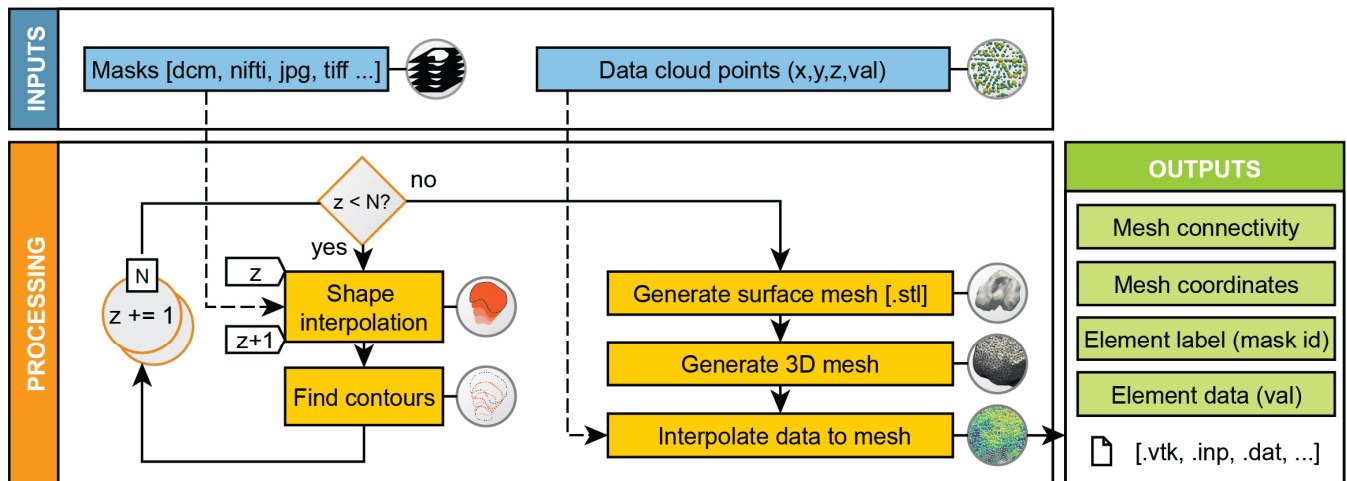 INPUTS
Masks [dcm, nifti, jpg, tiff ...]
Data cloud points (x,y,z,val)
PROCESSING
z < N?
no
yes
N
z += 1
z
Shape
interpolation
z+1
Find contours
Generate surface mesh [.stl]
Generate 3D mesh
Interpolate data to mesh
OUTPUTS
Mesh connectivity
Mesh coordinates
Element label (mask id)
Element data (val)
[.vtk, .inp, .dat, ...]